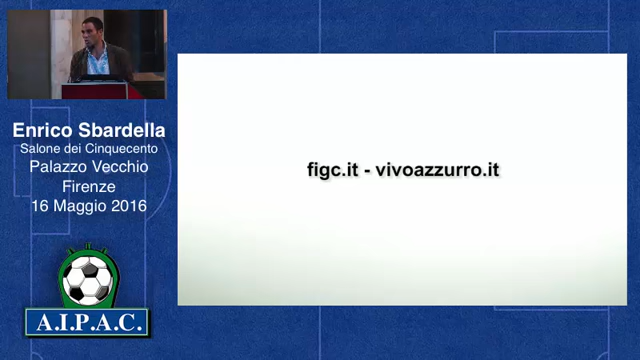 Enrico Sbardella
Salone dei Cinquecento
Palazzo Vecchio
Firenze
16 Maggio 2016
A.I.P.A.C.
figc.it - vivoazzurro.it